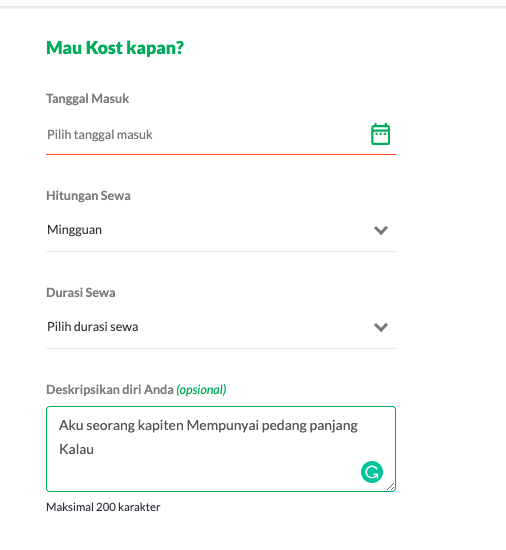 Mau Kost kapan?
Tanggal Masuk
Pilih tanggal masuk
Hitungan Sewa
Mingguan
Durasi Sewa
Pilih durasi sewa
Deskripsikan diri Anda (opsional)
Aku seorang kapiten Mempunyai pedang panjang
Kalau
Maksimal 200 karakter